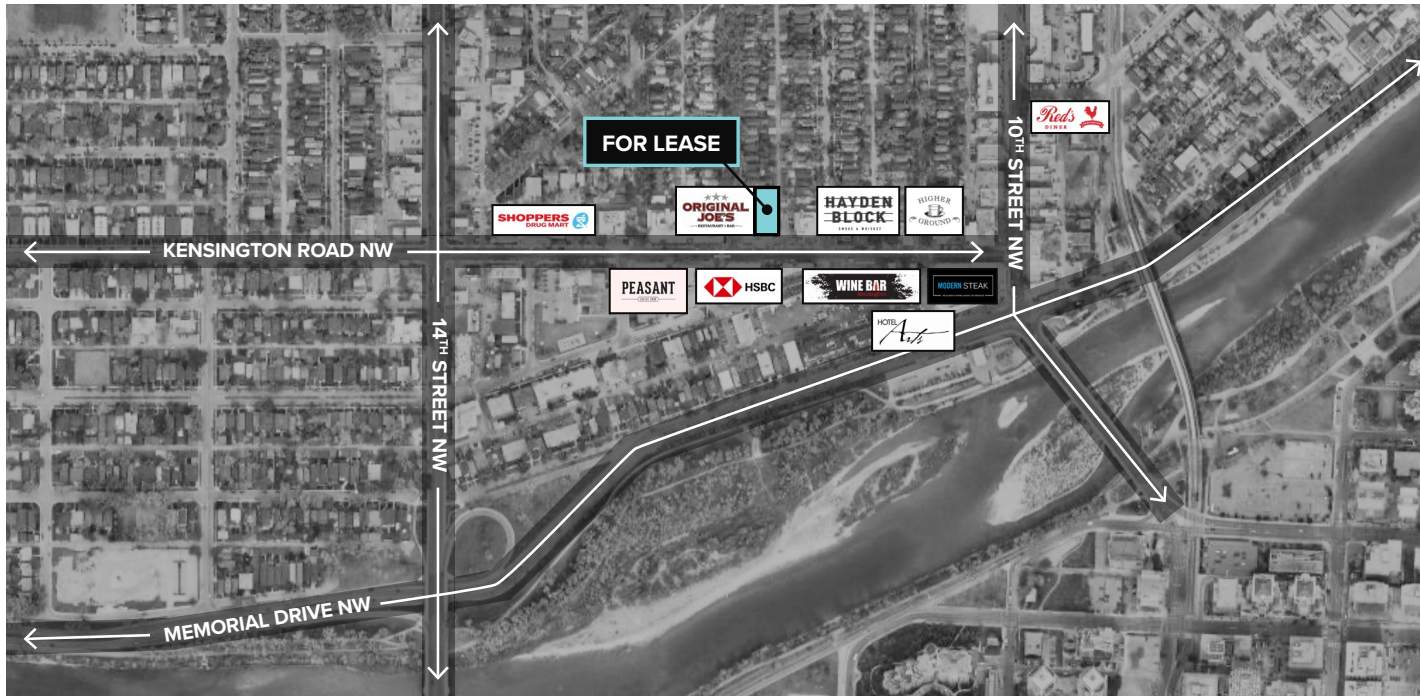 10TH STREET NW
Red's
DINER
FOR LEASE
SHOPPERS
DRUG MART
ORIGINAL
JOE'S
RESTAURANT • BAR
HAYDEN
BLOCK
SMOKE & WHISKEY
HIGHER
GROUND
KENSINGTON ROAD NW
PEASANT
HSBC
WINE BAR
MODERN STEAK
HOTEL
Arts
14TH STREET NW
MEMORIAL DRIVE NW